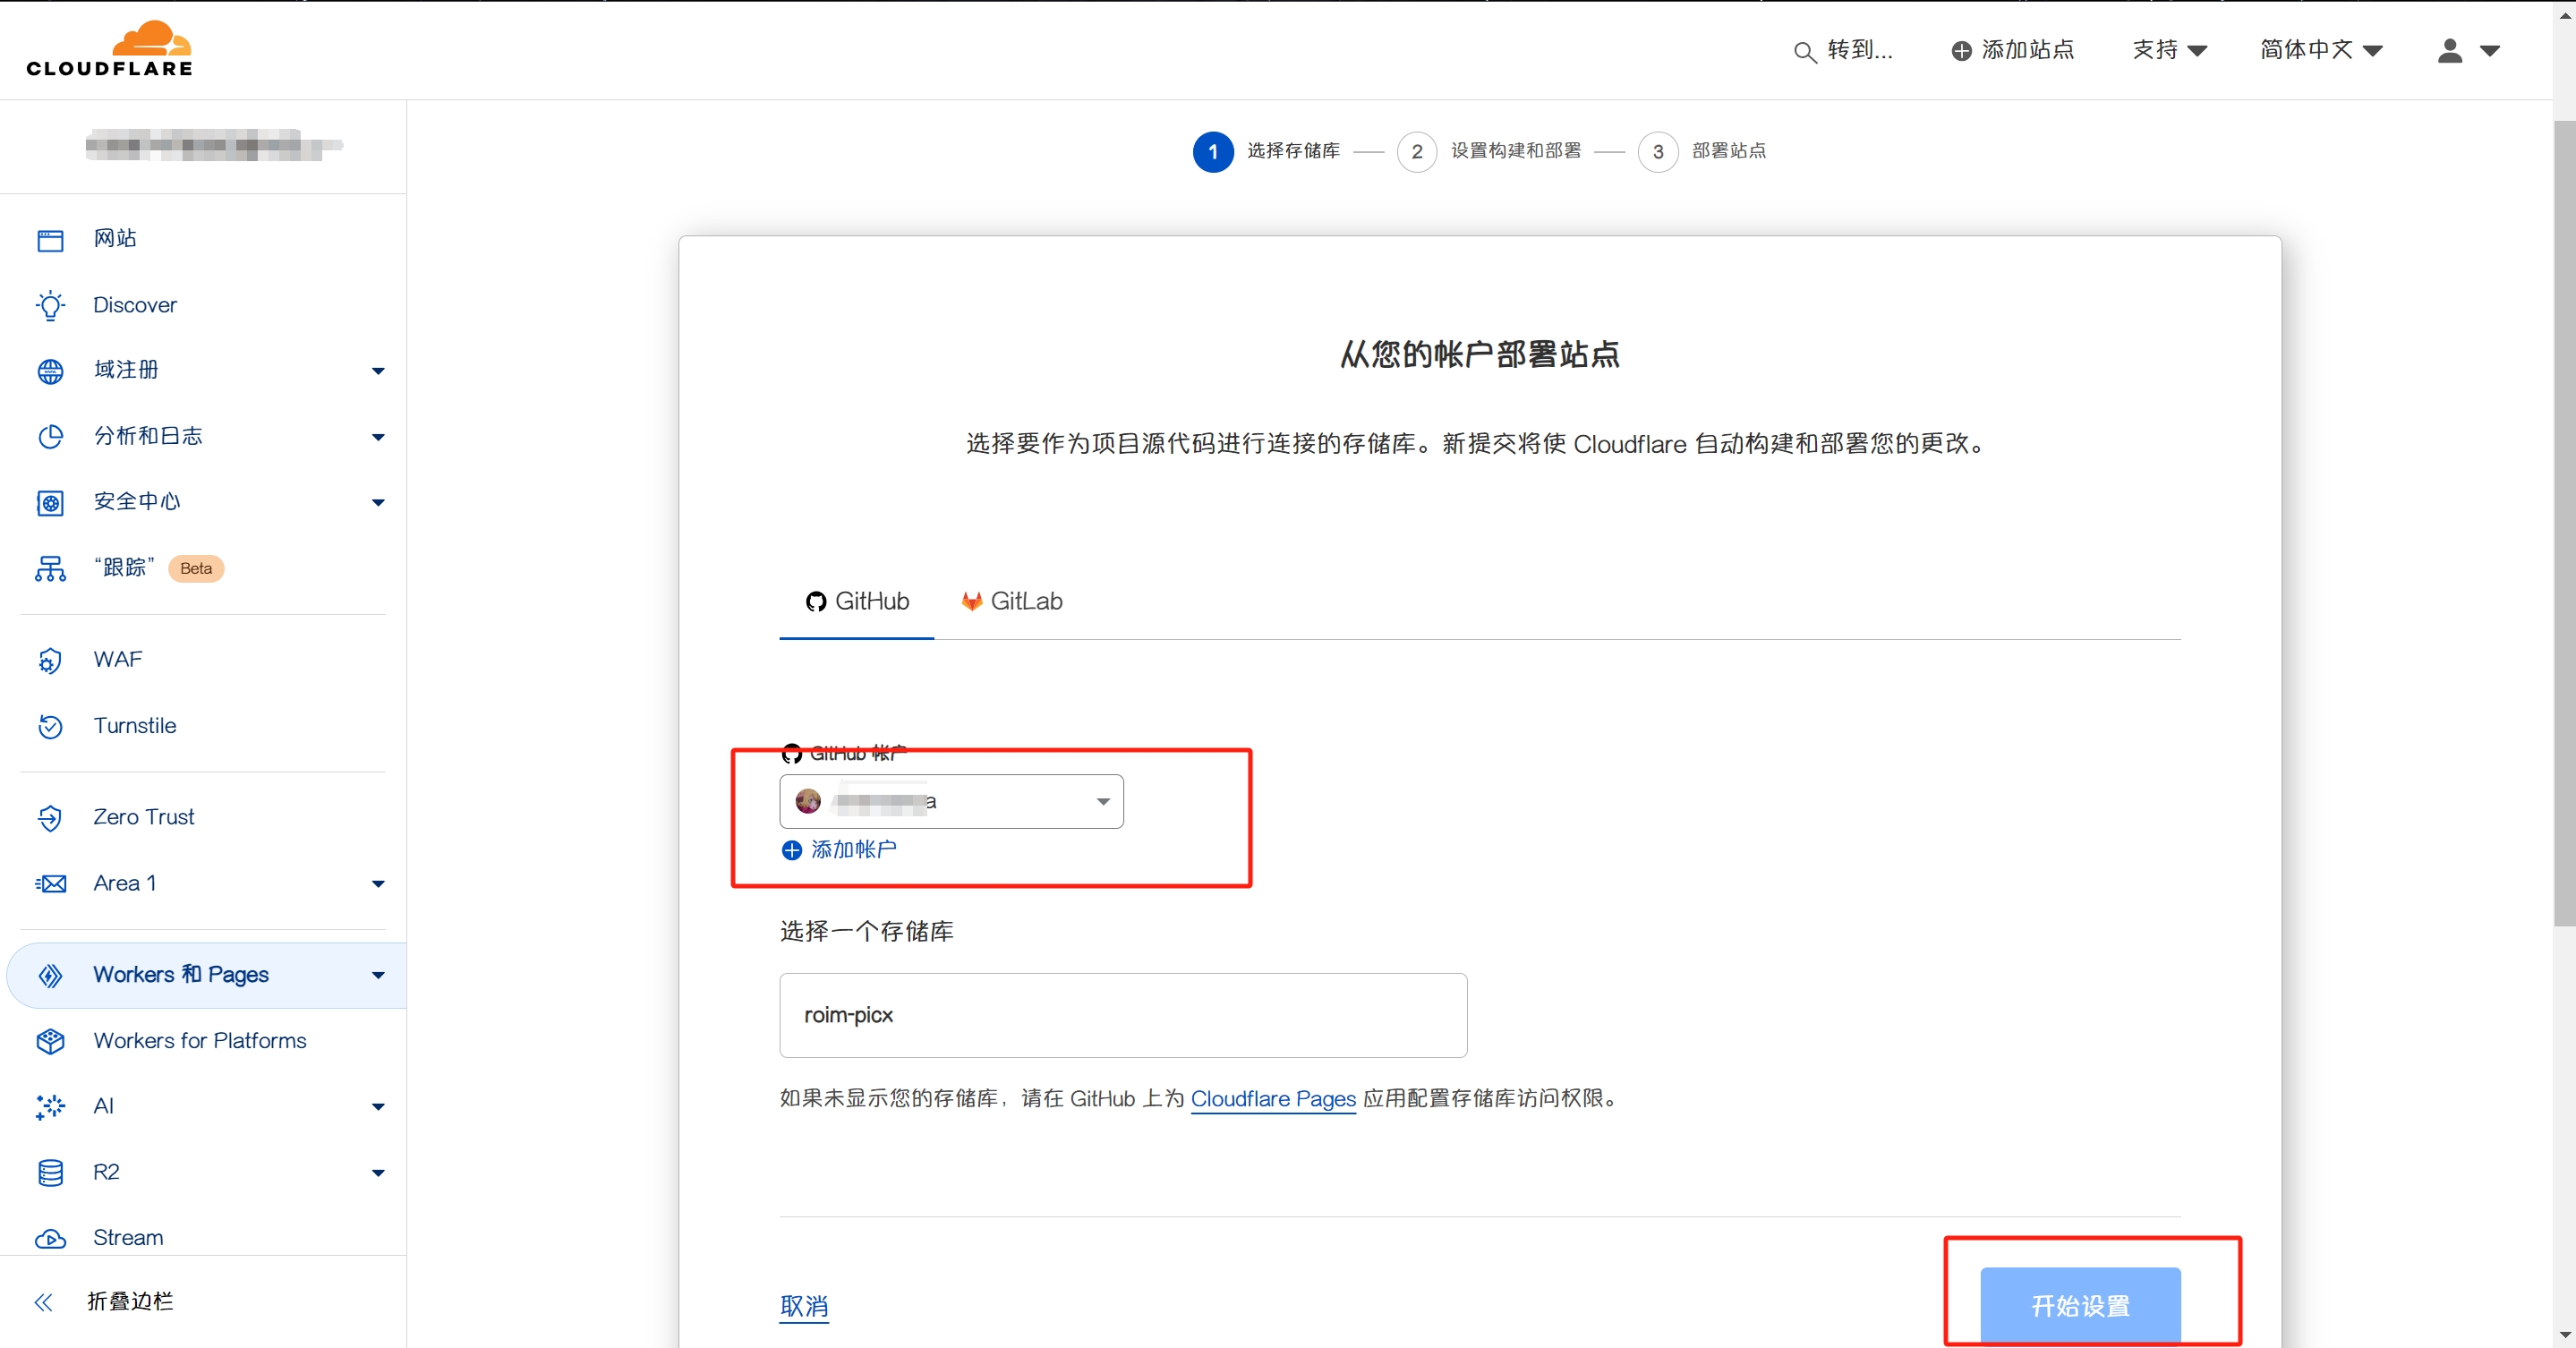 CLOUDFLARE
转到...
添加站点
支持
简体中文
1 选择存储库
2 设置构建和部署
3 部署站点
网站
Discover
域注册
分析和日志
安全中心
“跟踪” Beta
WAF
Turnstile
Zero Trust
Area 1
Workers 和 Pages
Workers for Platforms
AI
R2
Stream
折叠边栏
从您的帐户部署站点
选择要作为项目源代码进行连接的存储库。新提交将使 Cloudflare 自动构建和部署您的更改。
GitHub
GitLab
GitHub 帐户
a
添加帐户
选择一个存储库
roim-picx
如果未显示您的存储库，请在 GitHub 上为 Cloudflare Pages 应用配置存储库访问权限。
取消
开始设置